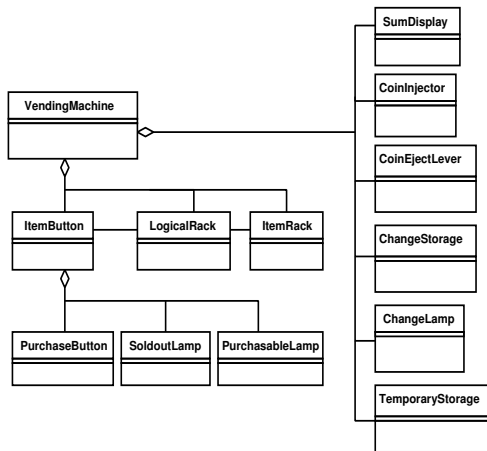 SumDisplay
CoinInjector
VendingMachine
CoinEjectLever
ItemButton
LogicalRack
ItemRack
ChangeStorage
ChangeLamp
PurchaseButton
SoldoutLamp
PurchasableLamp
TemporaryStorage